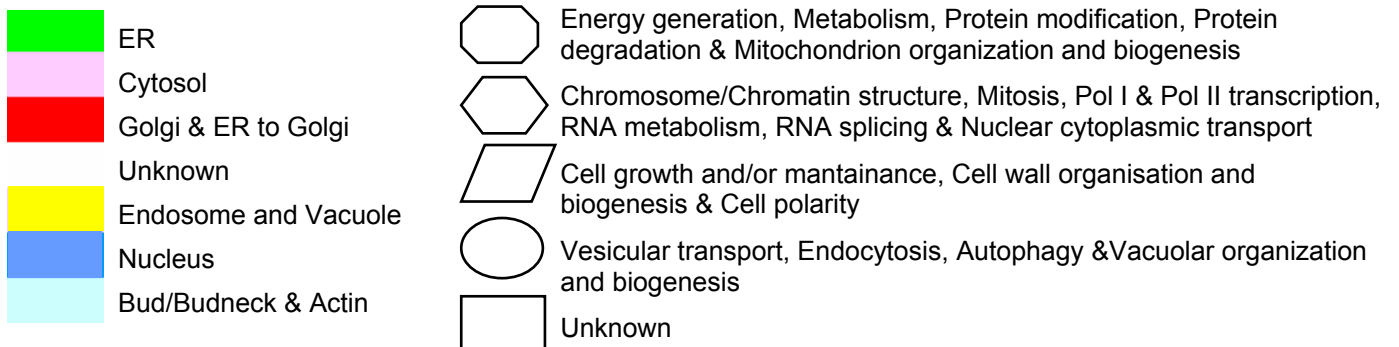 ER
Cytosol
Golgi & ER to Golgi
Unknown
Endosome and Vacuole
Nucleus
Bud/Budneck & Actin
Energy generation, Metabolism, Protein modification, Protein
degradation & Mitochondrion organization and biogenesis
Chromosome/Chromatin structure, Mitosis, Pol I & Pol II transcription,
RNA metabolism, RNA splicing & Nuclear cytoplasmic transport
Cell growth and/or mantainance, Cell wall organisation and
biogenesis & Cell polarity
Vesicular transport, Endocytosis, Autophagy &Vacuolar organization
and biogenesis
Unknown